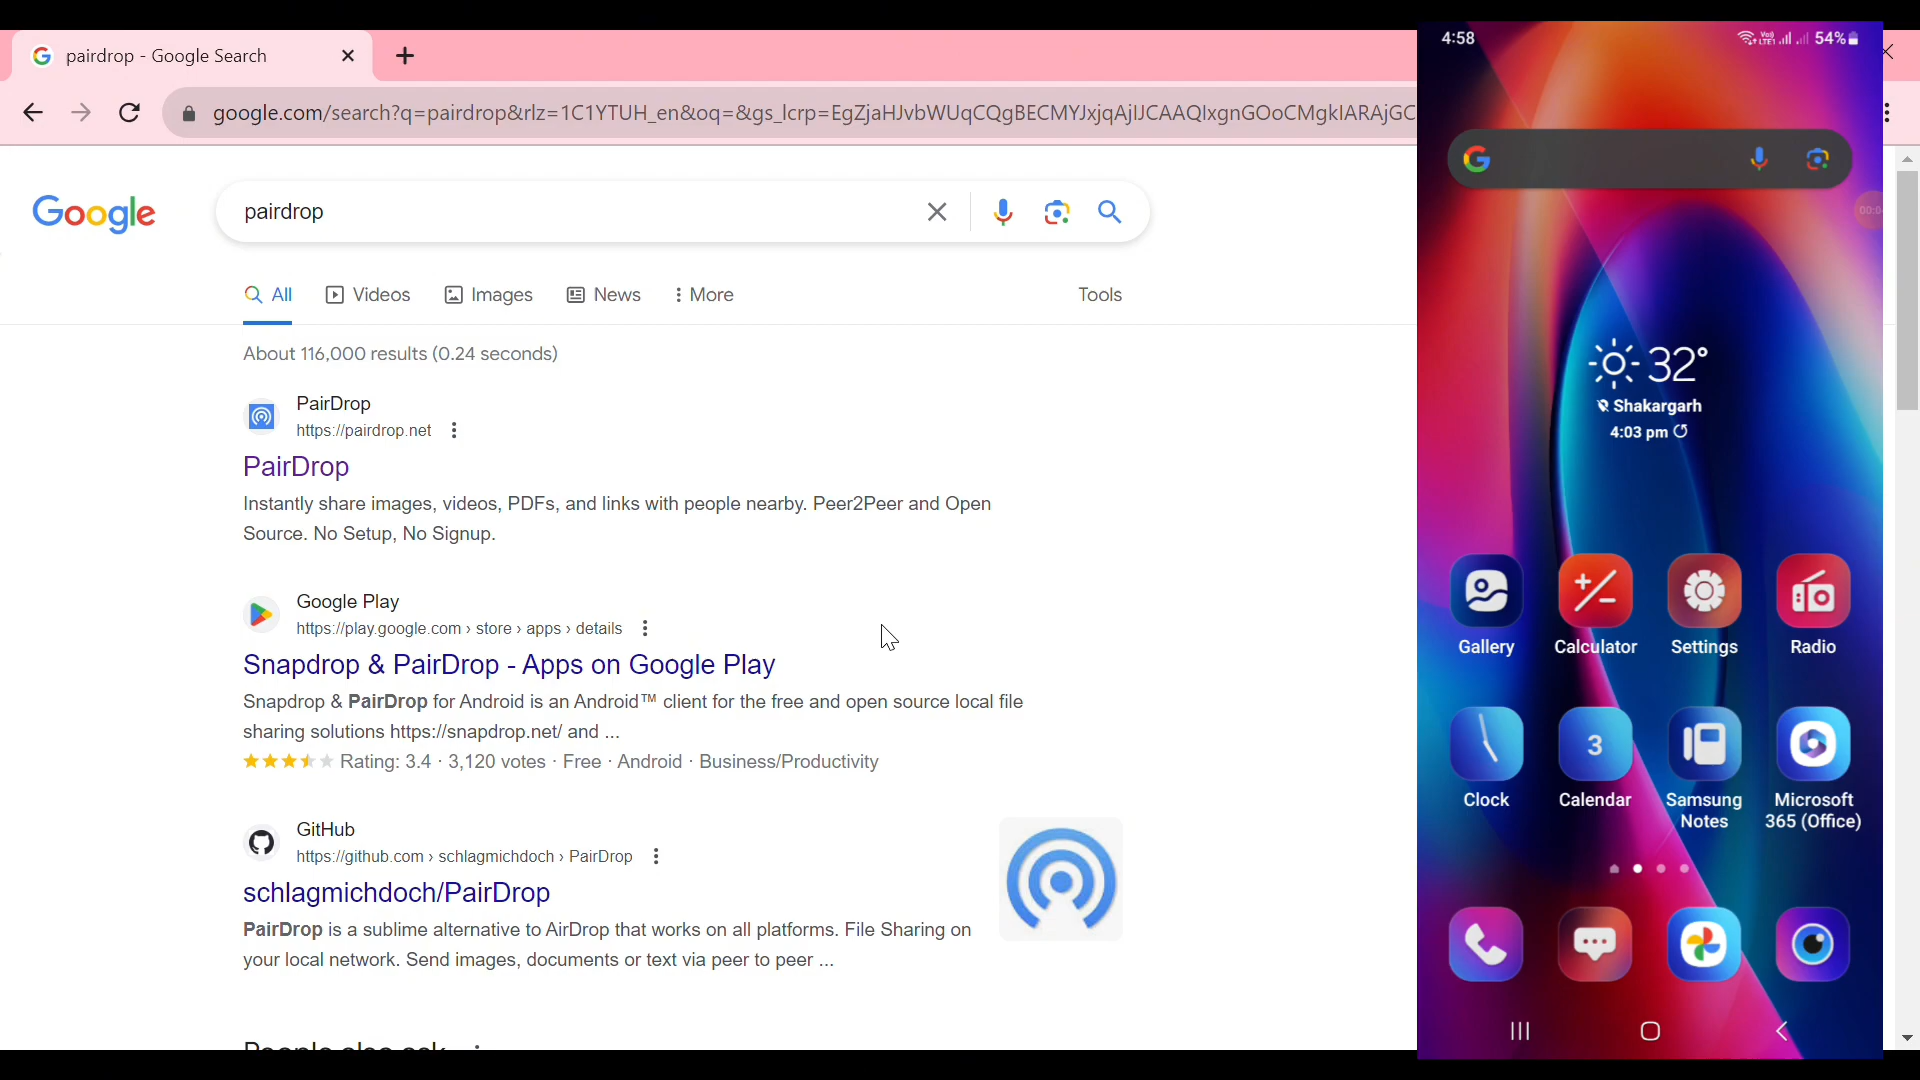 pairdrop - Google Search
google.com/search?q=pairdrop&rlz=1C1YTUH_en&oq=&gs_lcrp=
Google
pairdrop
All
Videos
Images
News
More
Tools
About 116,000 results (0.24 seconds)
PairDrop
https://pairdrop.net
PairDrop
Instantly share images, videos, PDFs, and links with people nearby. Peer2Peer and Open
Source. No Setup, No Signup.
Google Play
https://play.google.com › store › apps › details
Snapdrop & PairDrop - Apps on Google Play
Snapdrop & PairDrop for Android is an Android™ client for the free and open source local file
sharing solutions https://snapdrop.net/ and ...
Rating: 3.4 · 3,120 votes · Free · Android · Business/Productivity
GitHub
https://github.com › schlagmichdoch › PairDrop
schlagmichdoch/PairDrop
PairDrop is a sublime alternative to AirDrop that works on all platforms. File Sharing on
your local network. Send images, documents or text via peer to peer ...
People also ask
4:58
54%
32°
Shakargarh
4:03 pm
Gallery
Calculator
Settings
Radio
3
Clock
Calendar
Samsung
Notes
Microsoft
365 (Office)